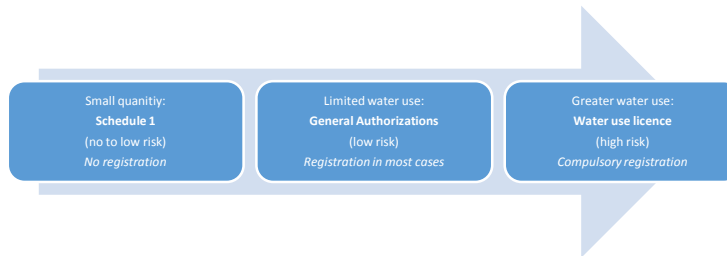 Small quantitiy:
Schedule 1
(no to low risk)
No registration
Limited water use:
General Authorizations
(low risk)
Registration in most cases
Greater water use:
Water use licence
(high risk)
Compulsory registration